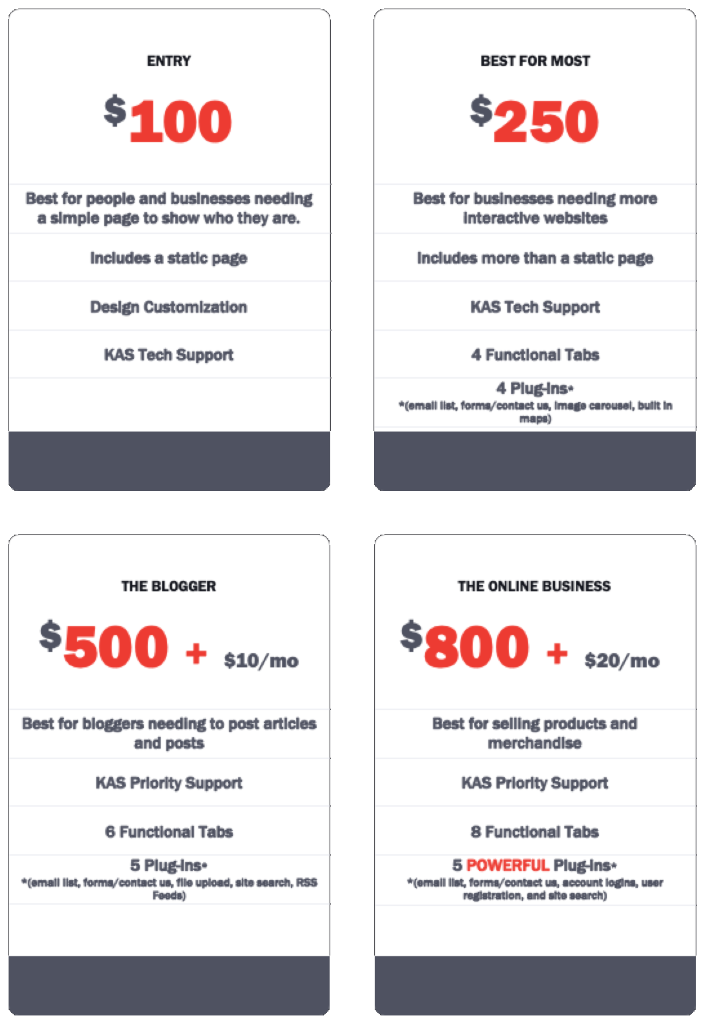 ENTRY
$100
Best for people and businesses needing
a simple page to show who they are.
Includes a static page
Design Customization
KAS Tech Support
BEST FOR MOST
$250
Best for businesses needing more
interactive websites
Includes more than a static page
KAS Tech Support
4 Functional Tabs
4 Plug-ins*
*(email list, forms/contact us, image carousel, built in
maps)
THE BLOGGER
$500 + $10/mo
Best for bloggers needing to post articles
and posts
KAS Priority Support
6 Functional Tabs
5 Plug-ins*
*(email list, forms/contact us, file upload, site search, RSS
Feeds)
THE ONLINE BUSINESS
$800 + $20/mo
Best for selling products and
merchandise
KAS Priority Support
8 Functional Tabs
5 POWERFUL Plug-ins*
*(email list, forms/contact us, account logins, user
registration, and site search)